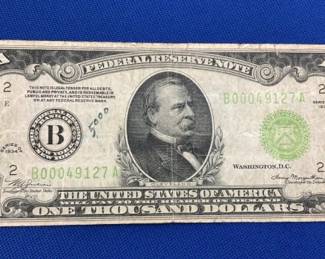 FEDERAL RESERVE NOTE
2
2
THIS NOTE IS LEGAL TENDER FOR ALL DEBTS,
PUBLIC AND PRIVATE, AND IS REDEEMABLE IN
LAWFUL MONEY AT THE UNITED STATES TREASURY,
OR AT ANY FEDERAL RESERVE BANK
B00049127A
E
B
5000
SERIES
1934
WASHINGTON, D.C.
2
B00049127A
2
THE UNITED STATES OF AMERICA
WILL PAY TO THE BEARER ON DEMAND
ONE THOUSAND DOLLARS